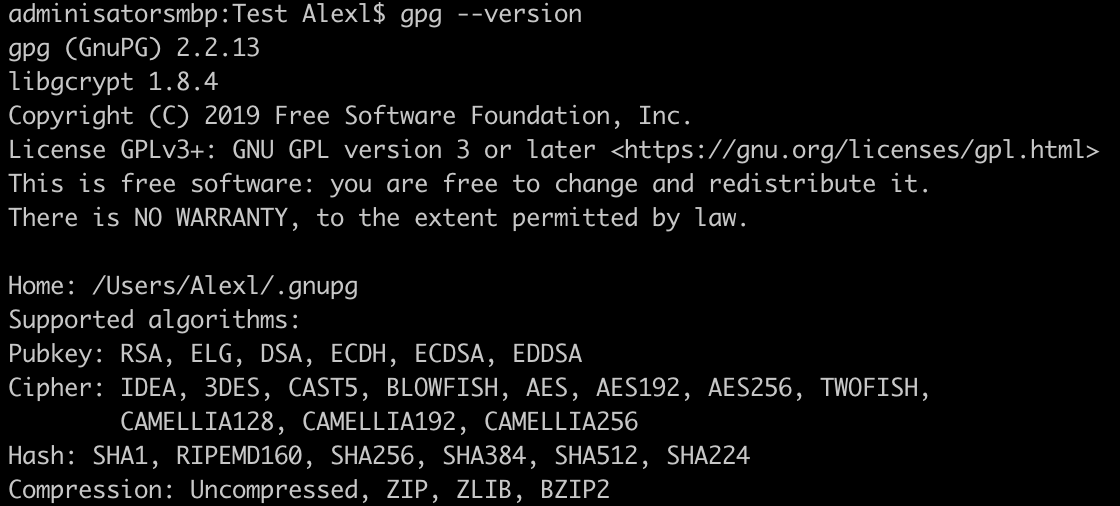 adminisatorsmbp:Test Alexl$ gpg --version
gpg (GnuPG) 2.2.13
libgcrypt 1.8.4
Copyright (C) 2019 Free Software Foundation, Inc.
License GPLv3+: GNU GPL version 3 or later <https://gnu.org/licenses/gpl.html>
This is free software: you are free to change and redistribute it.
There is NO WARRANTY, to the extent permitted by law.

Home: /Users/Alexl/.gnupg
Supported algorithms:
Pubkey: RSA, ELG, DSA, ECDH, ECDSA, EDDSA
Cipher: IDEA, 3DES, CAST5, BLOWFISH, AES, AES192, AES256, TWOFISH,
        CAMELLIA128, CAMELLIA192, CAMELLIA256
Hash: SHA1, RIPEMD160, SHA256, SHA384, SHA512, SHA224
Compression: Uncompressed, ZIP, ZLIB, BZIP2